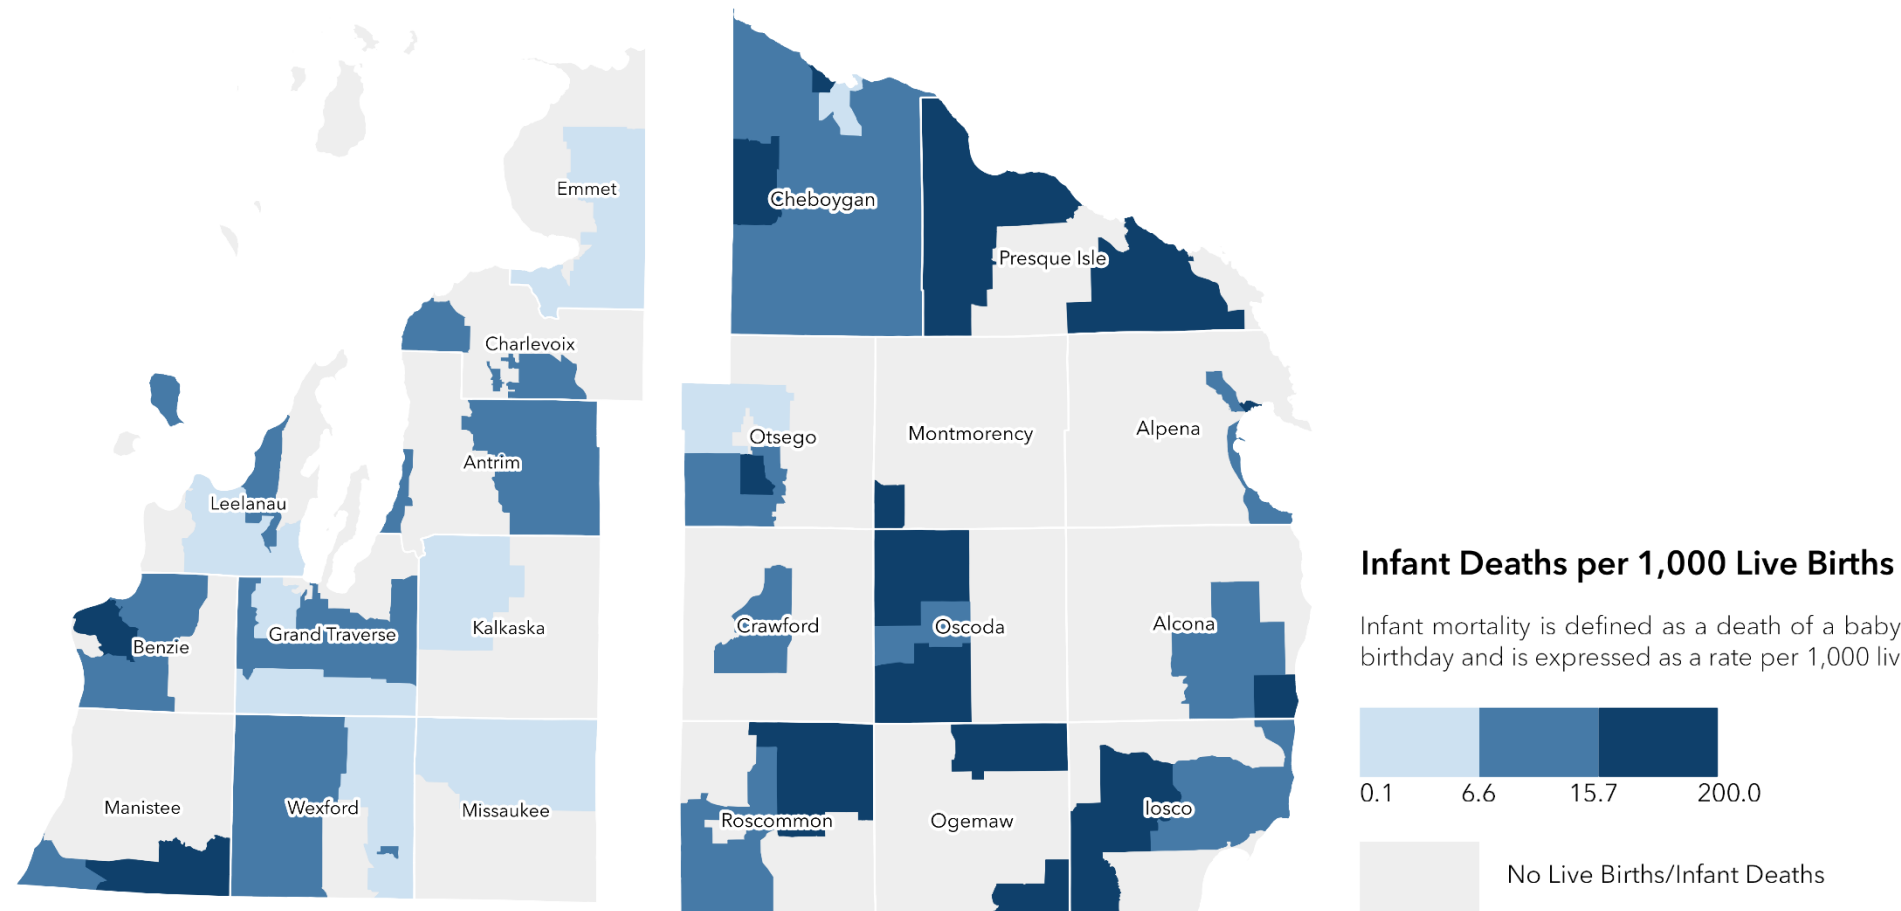 Emmet
Cheboygan
Presque Isle
Charlevoix
Otsego
Montmorency
Alpena
Antrim
Leelanau
Infant Deaths per 1,000 Live Births
Infant mortality is defined as a death of a baby
birthday and is expressed as a rate per 1,000 liv
Benzie
Grand Traverse
Kalkaska
Crawford
Oscoda
Alcona
0.1 6.6 15.7 200.0
Manistee
Wexford
Missaukee
Roscommon
Ogemaw
Iosco
No Live Births/Infant Deaths